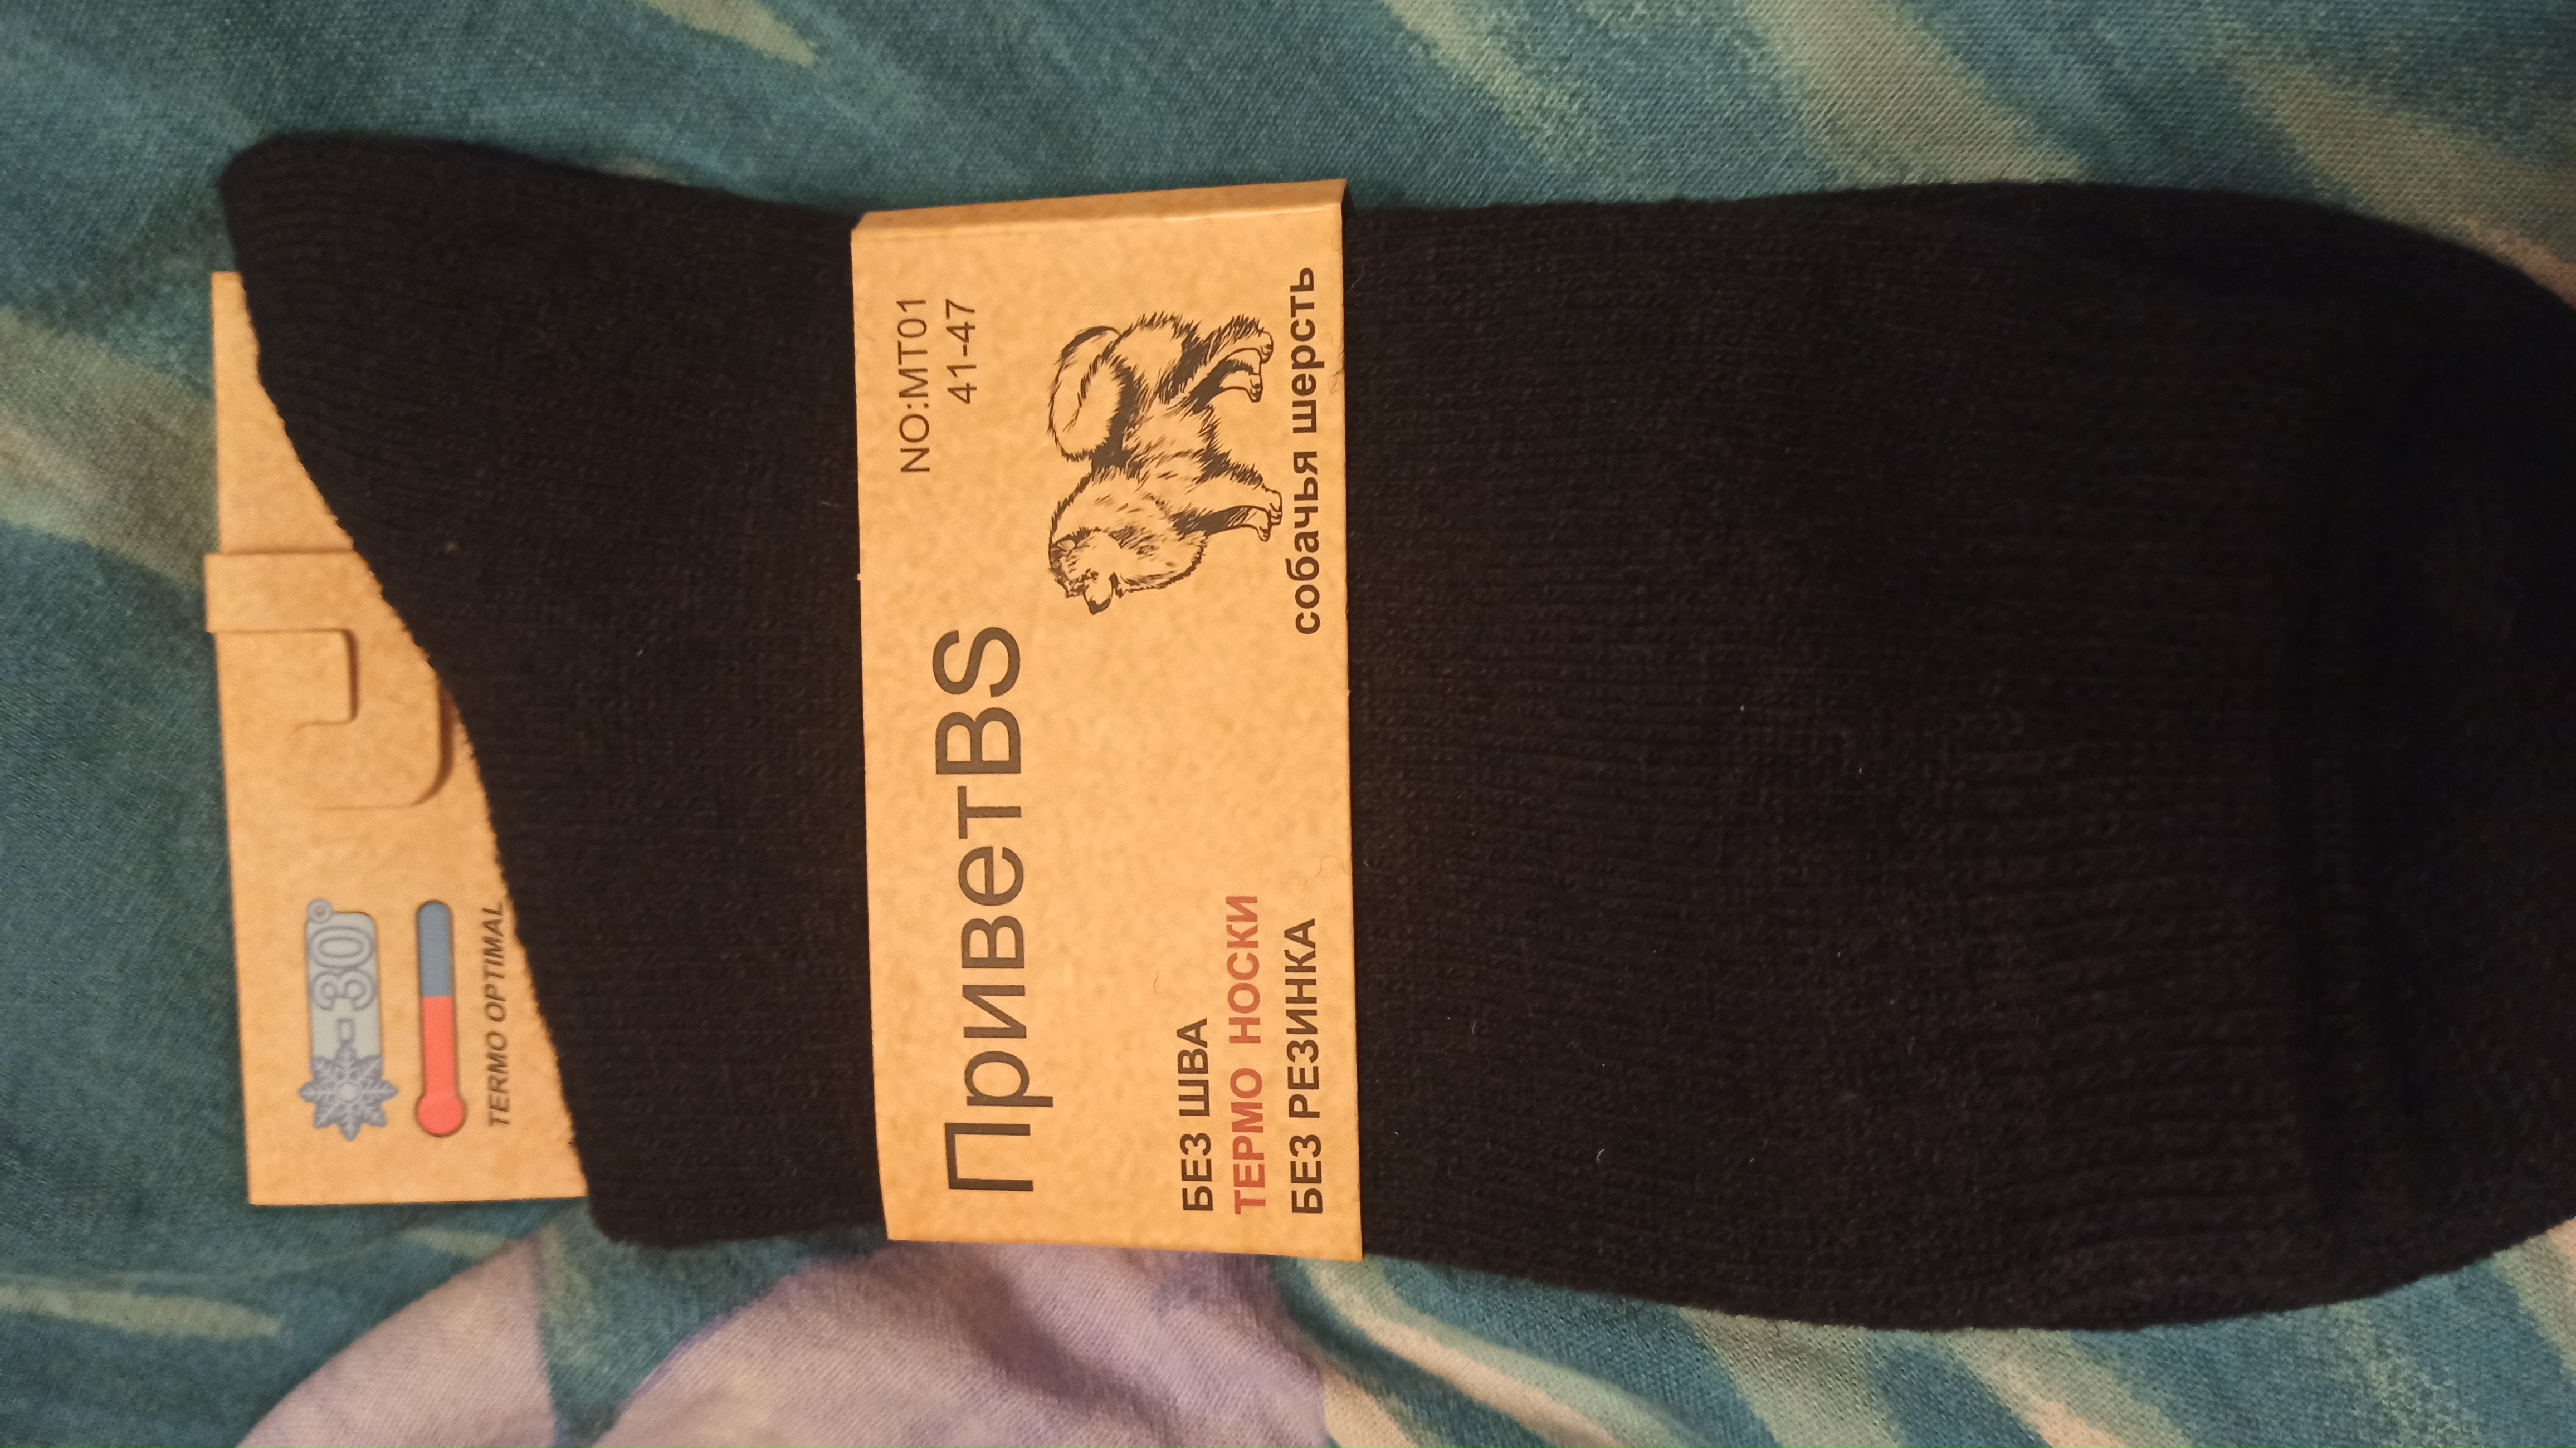 -30°
TERMO OPTIMAL
NO:MT01
41-47
ПриветBS
собачья шерсть
БЕЗ ШВА
ТЕРМО НОСКИ
БЕЗ РЕЗИНКА